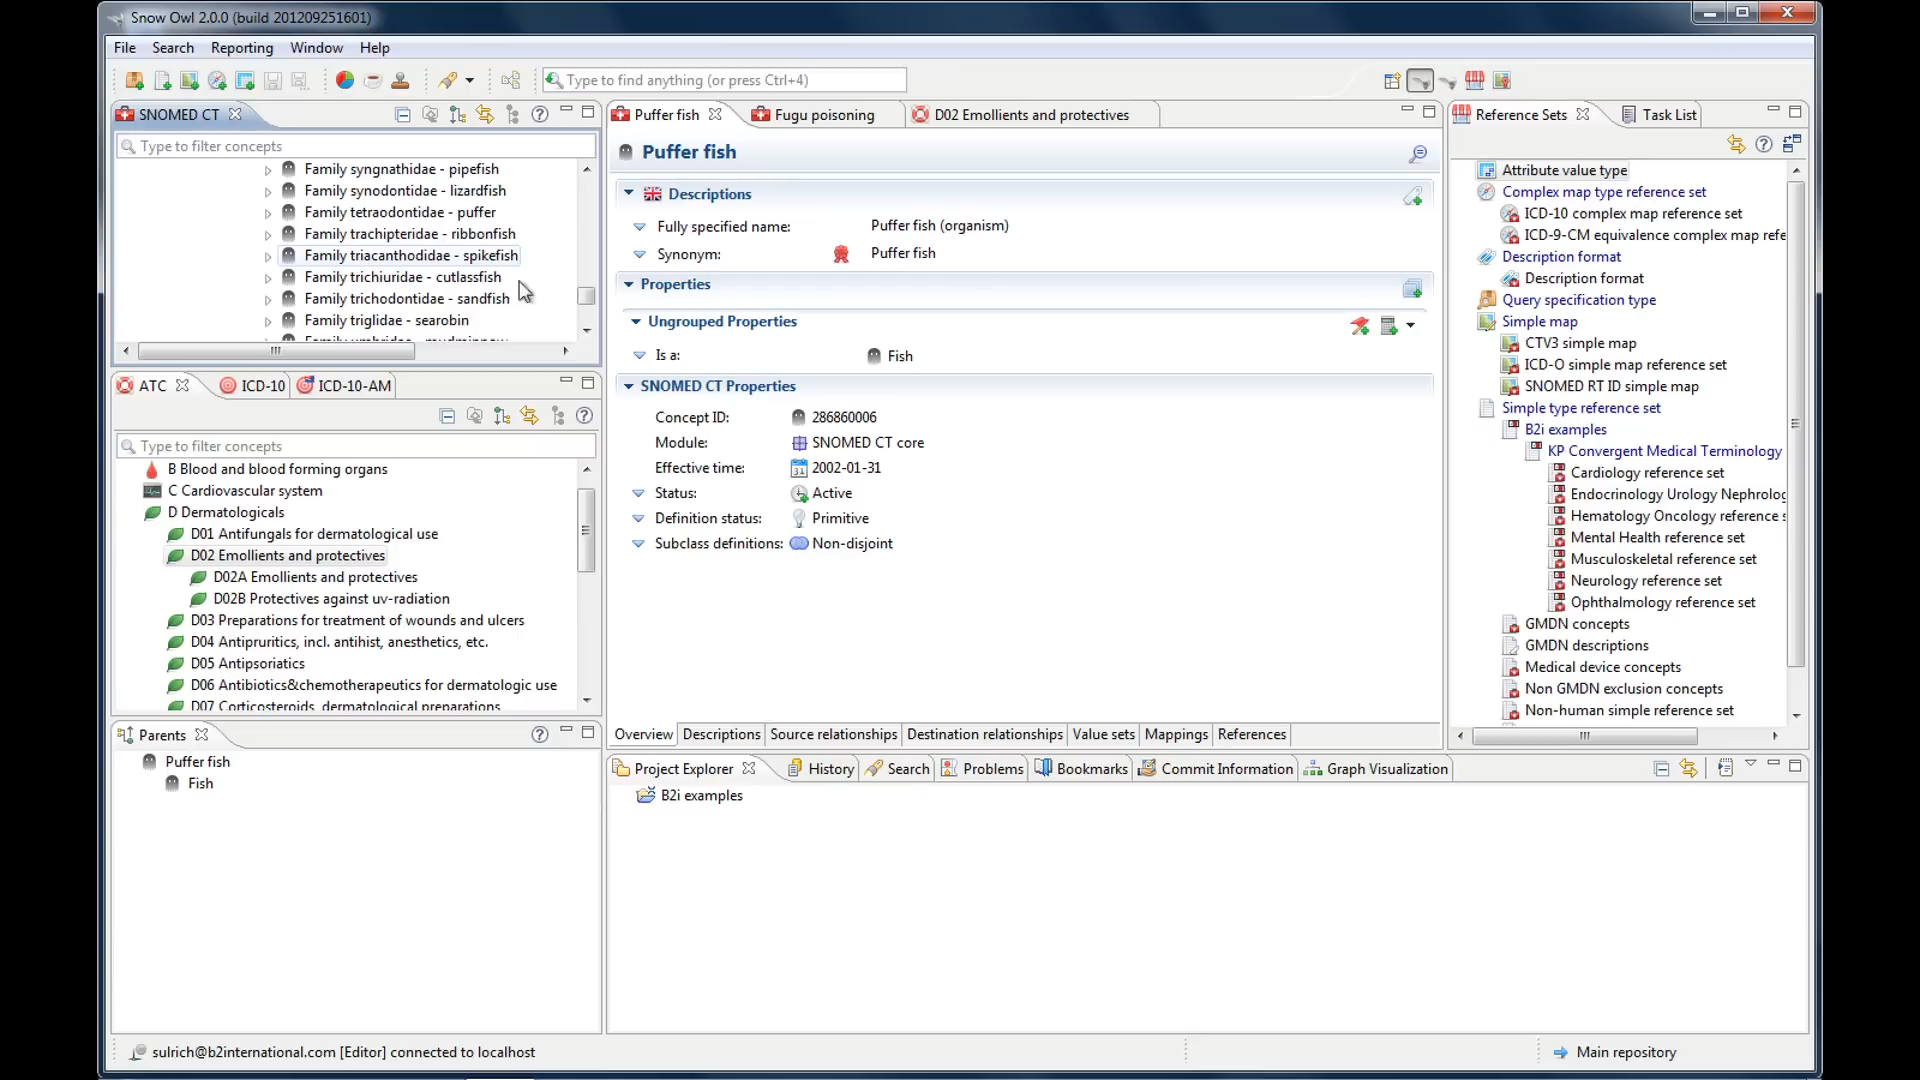 Snow Owl 2.0.0 (build 201209251601)
File Search Reporting Window Help
Type to find anything (or press Ctrl+4)
SNOMED CT
Type to filter concepts
Family syngnathidae - pipefish
Family synodontidae - lizardfish
Family tetraodontidae - puffer
Family trachipteridae - ribbonfish
Family triacanthodidae - spikefish
Family trichiuridae - cutlassfish
Family trichodontidae - sandfish
Family triglidae - searobin
ATC ICD-10 ICD-10-AM
Type to filter concepts
B Blood and blood forming organs
C Cardiovascular system
D Dermatologicals
D01 Antifungals for dermatological use
D02 Emollients and protectives
D02A Emollients and protectives
D02B Protectives against uv-radiation
D03 Preparations for treatment of wounds and ulcers
D04 Antipruritics, incl. antihist, anesthetics, etc.
D05 Antipsoriatics
D06 Antibiotics&chemotherapeutics for dermatologic use
D07 Corticosteroids, dermatological preparations
Parents
Puffer fish
Fish
Puffer fish Fugu poisoning D02 Emollients and protectives
Puffer fish
Descriptions
Fully specified name: Puffer fish (organism)
Synonym: Puffer fish
Properties
Ungrouped Properties
Is a: Fish
SNOMED CT Properties
Concept ID: 286860006
Module: SNOMED CT core
Effective time: 31 2002-01-31
Status: Active
Definition status: Primitive
Subclass definitions: Non-disjoint
Overview Descriptions Source relationships Destination relationships Value sets Mappings References
Project Explorer History Search Problems Bookmarks Commit Information Graph Visualization
B2i examples
Reference Sets Task List
Attribute value type
Complex map type reference set
ICD-10 complex map reference set
ICD-9-CM equivalence complex map refe
Description format
Description format
Query specification type
Simple map
CTV3 simple map
ICD-O simple map reference set
SNOMED RT ID simple map
Simple type reference set
B2i examples
KP Convergent Medical Terminology
Cardiology reference set
Endocrinology Urology Nephrolog
Hematology Oncology reference s
Mental Health reference set
Musculoskeletal reference set
Neurology reference set
Ophthalmology reference set
GMDN concepts
GMDN descriptions
Medical device concepts
Non GMDN exclusion concepts
Non-human simple reference set
sulrich@b2international.com [Editor] connected to localhost
Main repository